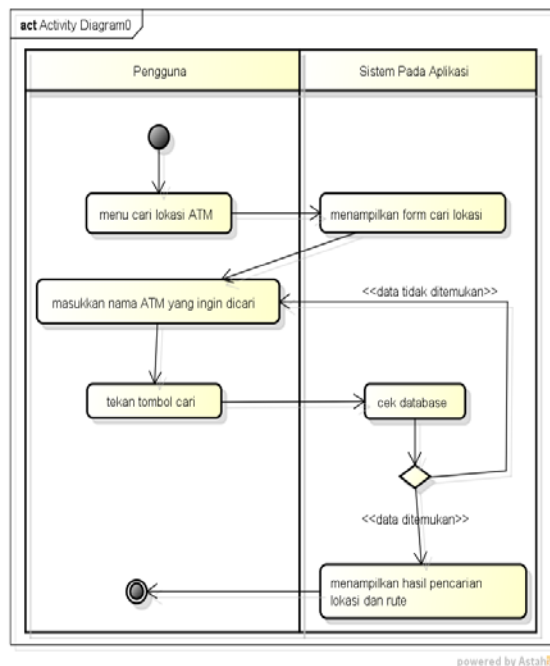 act Activity Diagram0
Pengguna
Sistem Pada Aplikasi
menu cari lokasi ATM
menampilkan form cari lokasi
<<data tidak ditemukan>>
masukkan nama ATM yang ingin dicari
tekan tombol cari
cek database
<<data ditemukan>>
menampilkan hasil pencarian
lokasi dan rute
powered by Astah